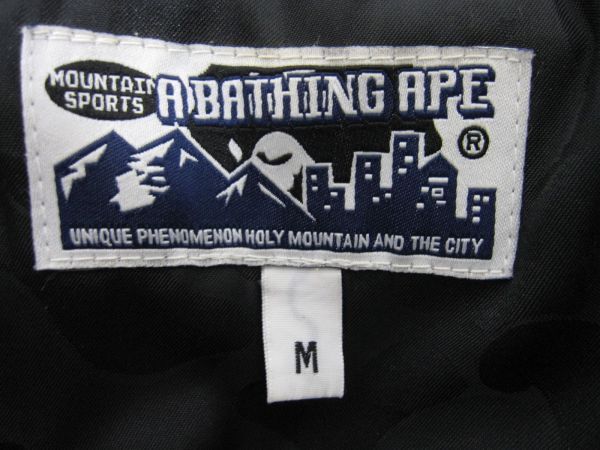 MOUNTAIN
SPORTS
A BATHING APE
®
UNIQUE PHENOMENON HOLY MOUNTAIN AND THE CITY
M